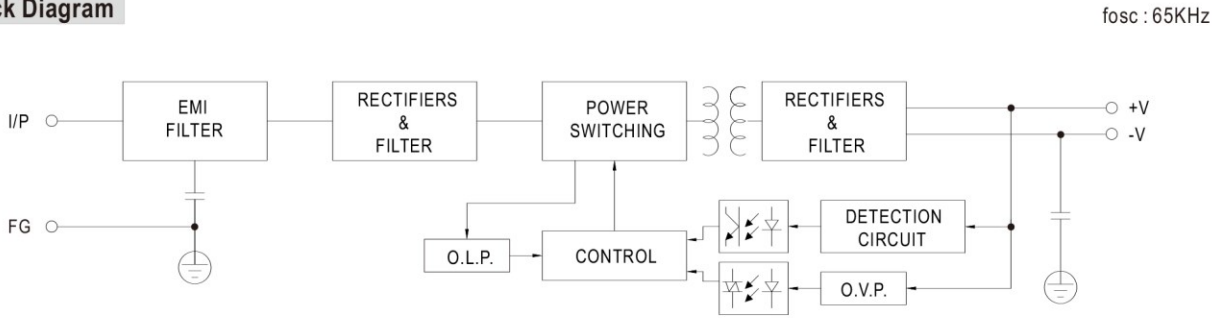 ck Diagram
fosc : 65KHz
I/P
EMI
FILTER
RECTIFIERS
&
FILTER
POWER
SWITCHING
RECTIFIERS
&
FILTER
+V
-V
FG
O.L.P.
CONTROL
DETECTION
CIRCUIT
O.V.P.